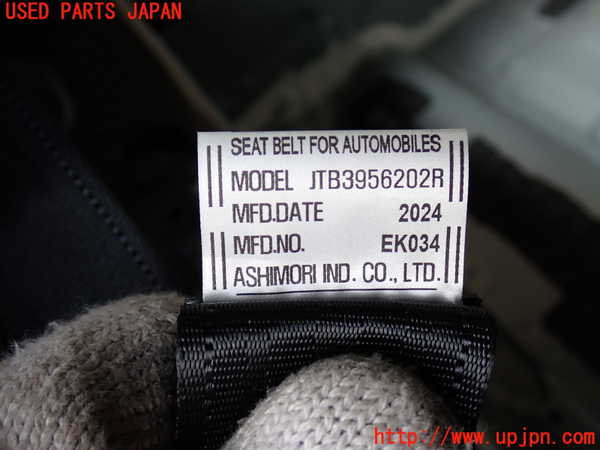 USED PARTS JAPAN
SEAT BELT FOR AUTOMOBILES
MODEL JTB3956202R
MFD.DATE 2024
MFD.NO. EK034
ASHIMORI IND. CO., LTD.
http://www.upjpn.com